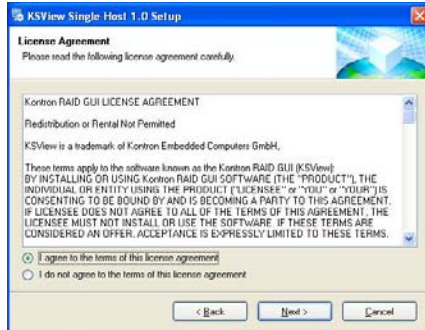 KSView Single-Host 1.0 Setup
License Agreement
Please read the following license agreement carefully.
Kontron RAID GUI LICENSE AGREEMENT
Redistribution or Rental Not Permitted
KSView is a trademark of Kontron Embedded Computers GmbH,
These terms apply to the software known as the Kontron RAID GUI (KSView):
BY INSTALLING OR USING Kontron RAID GUI SOFTWARE (THE "PRODUCT"), THE
INDIVIDUAL OR ENTITY USING THE PRODUCT ("LICENSEE" or "YOU" or "YOUR") IS
CONSENTING TO BE BOUND BY AND IS BECOMING A PARTY TO THIS AGREEMENT.
IF LICENSEE DOES NOT AGREE TO ALL OF THE TERMS OF THIS AGREEMENT, THE
LICENSEE MUST NOT INSTALL OR USE THE SOFTWARE. IF THESE TERMS ARE
CONSIDERED AN OFFER, ACCEPTANCE IS EXPRESSLY LIMITED TO THESE TERMS.
I agree to the terms of this license agreement
I do not agree to the terms of this license agreement
< Back
Next >
Cancel